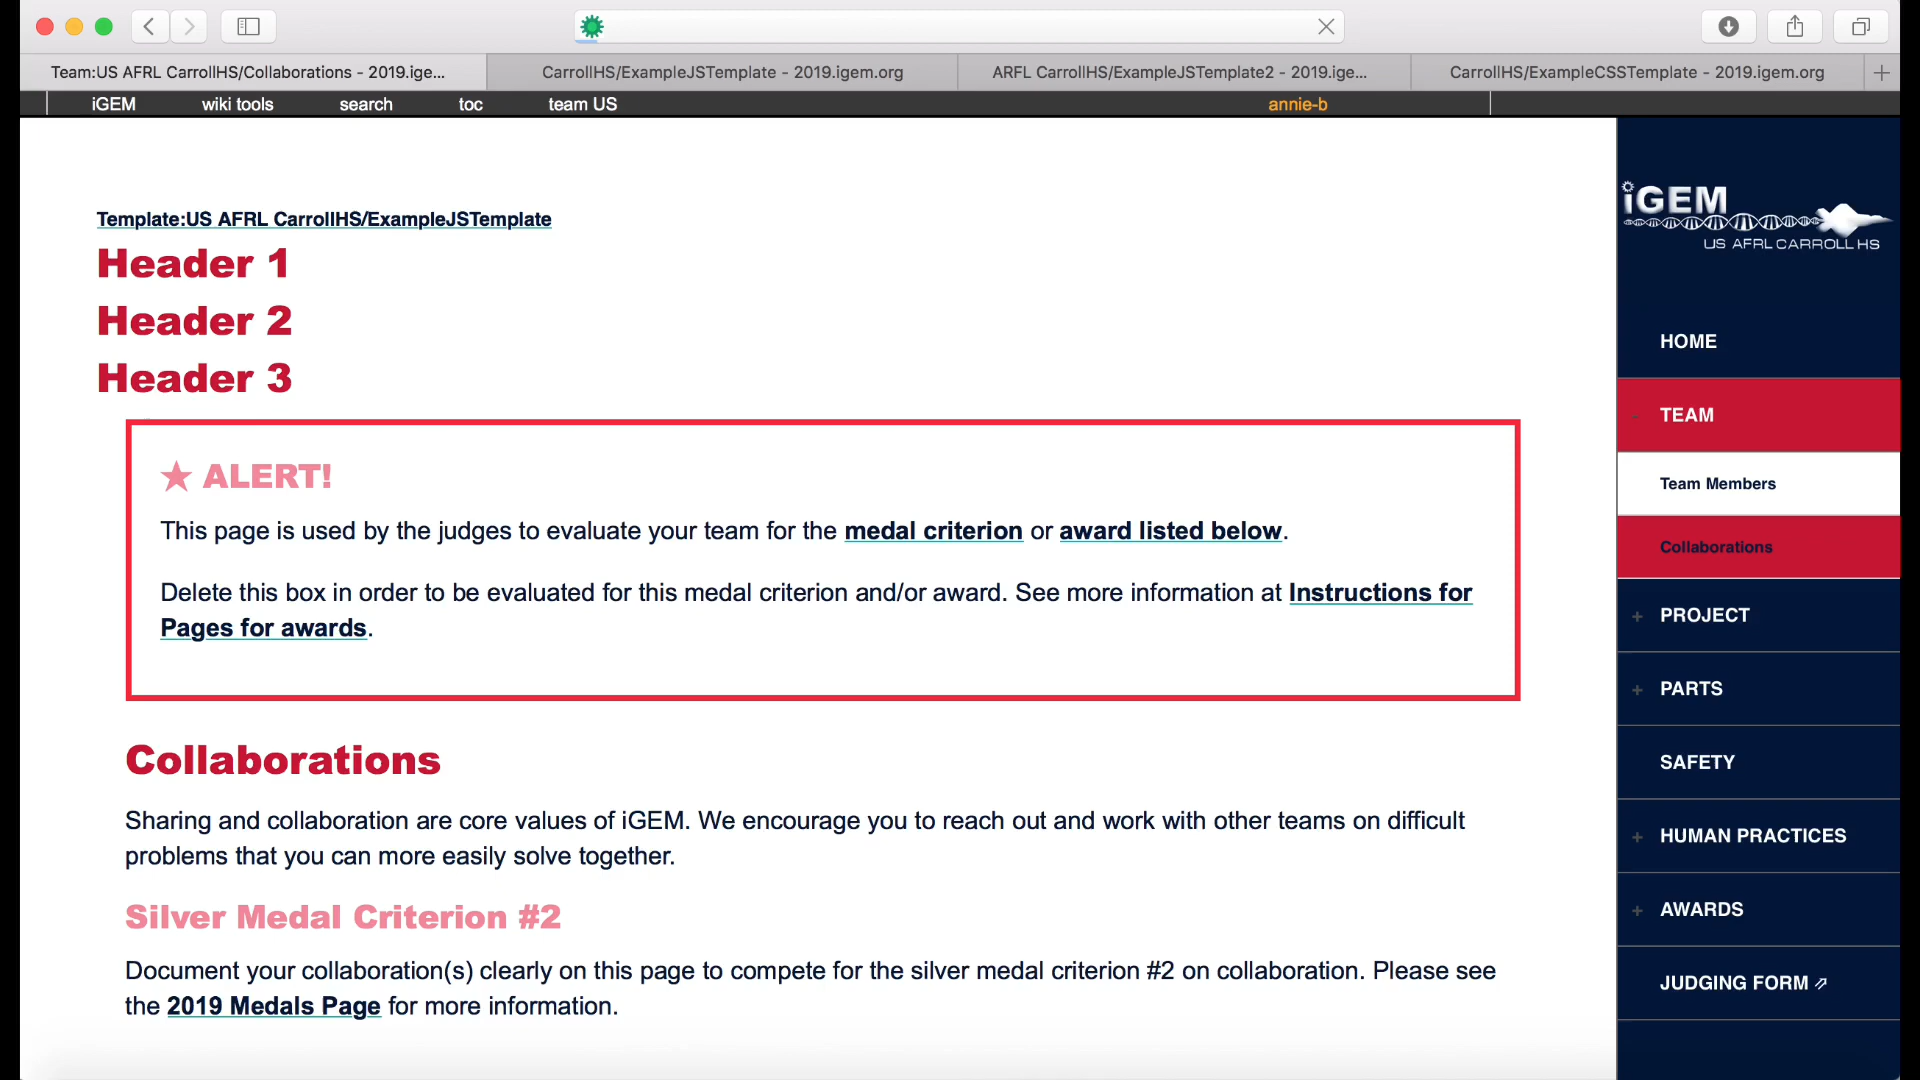 Team:US AFRL CarrollHS/Collaborations - 2019.ige...
CarrollHS/ExampleJSTemplate - 2019.igem.org
ARFL CarrollHS/ExampleJSTemplate2 - 2019.ige...
CarrollHS/ExampleCSSTemplate - 2019.igem.org
iGEM wiki tools search toc team US annie-b
Template:US AFRL CarrollHS/ExampleJSTemplate
Header 1
Header 2
Header 3
★ ALERT!
This page is used by the judges to evaluate your team for the medal criterion or award listed below.
Delete this box in order to be evaluated for this medal criterion and/or award. See more information at Instructions for
Pages for awards.
Collaborations
Sharing and collaboration are core values of iGEM. We encourage you to reach out and work with other teams on difficult
problems that you can more easily solve together.
Silver Medal Criterion #2
Document your collaboration(s) clearly on this page to compete for the silver medal criterion #2 on collaboration. Please see
the 2019 Medals Page for more information.
iGEM
US AFRL CARROLL HS
HOME
- TEAM
Team Members
Collaborations
+ PROJECT
+ PARTS
SAFETY
+ HUMAN PRACTICES
+ AWARDS
JUDGING FORM ⇗